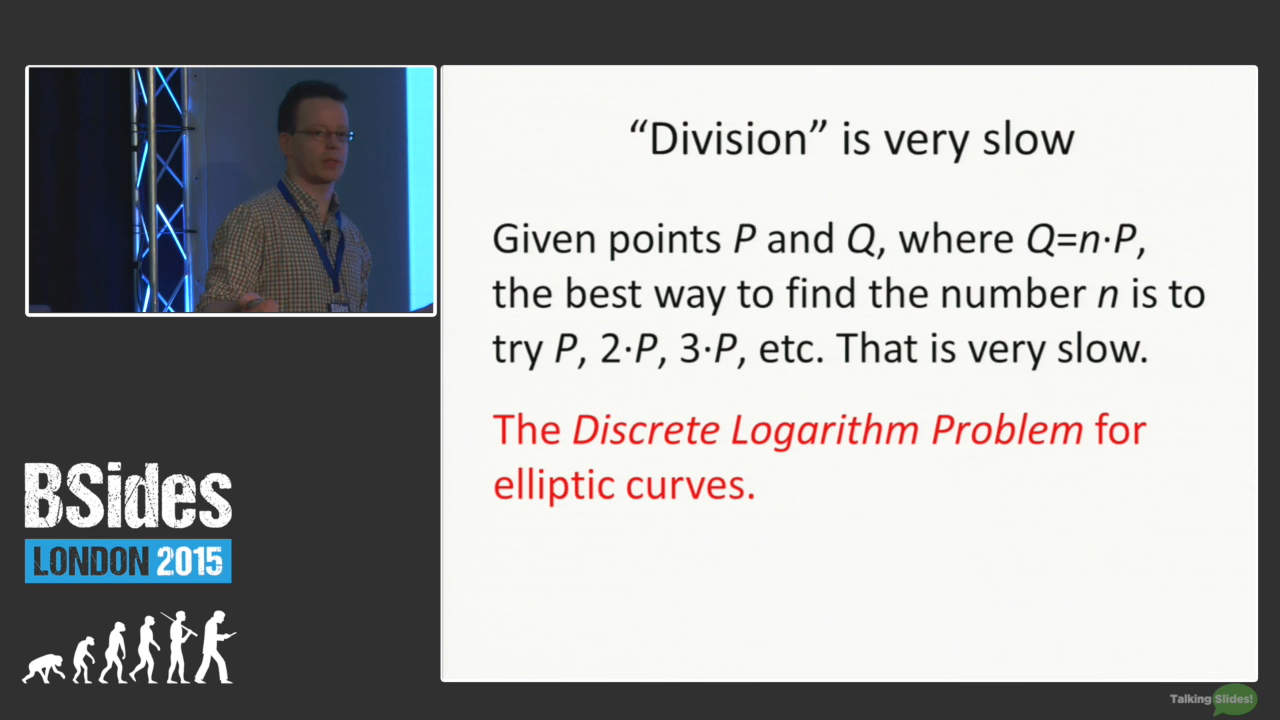 “Division” is very slow
Given points P and Q, where Q=n·P,
the best way to find the number n is to
try P, 2·P, 3·P, etc. That is very slow.
The Discrete Logarithm Problem for
elliptic curves.
BSides
LONDON 2015
Talking Slides!